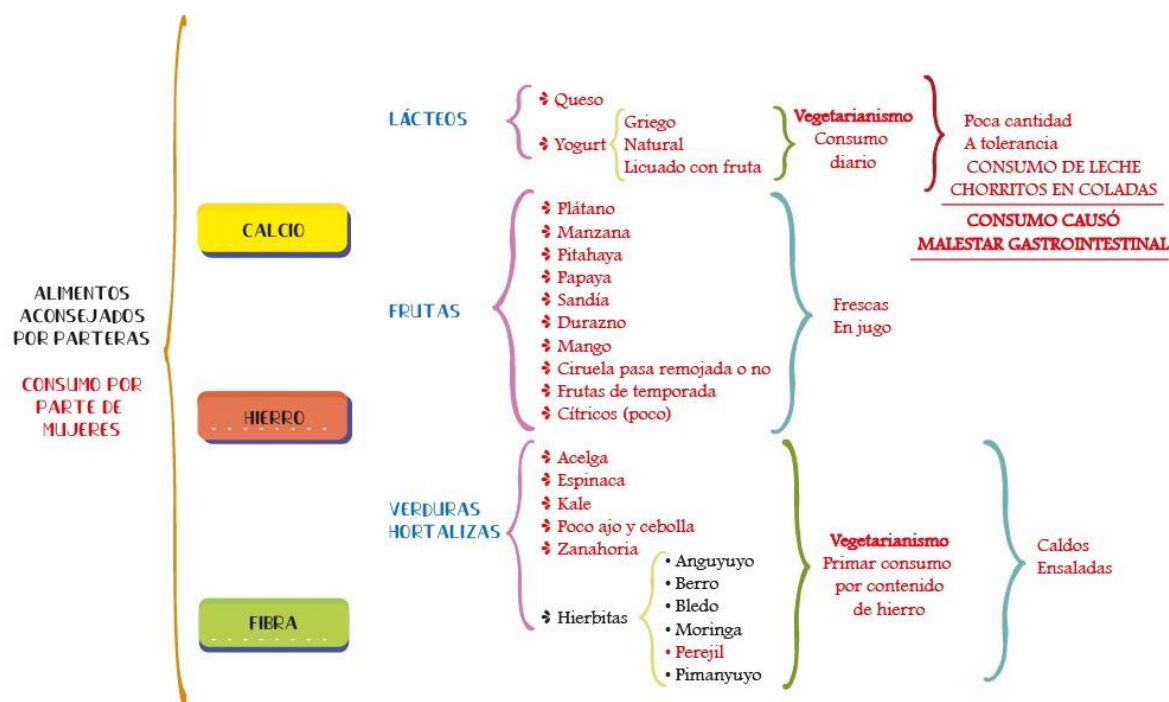 ALIMENTOS
ACONSEJADOS
POR PARTERAS
CONSUMO POR
PARTE DE
MUJERES
CALCIO
HIERRO
FIBRA
LÁCTEOS
Queso
Yogurt
Griego
Natural
Licuado con fruta
Vegetarianismo
Consumo
diario
Poca cantidad
A tolerancia
CONSUMO DE LECHE
CHORRITOS EN COLADAS
CONSUMO CAUSÓ
MALESTAR GASTROINTESTINAL
FRUTAS
Plátano
Manzana
Pitahaya
Papaya
Sandía
Durazno
Mango
Ciruela pasa remojada o no
Frutas de temporada
Cítricos (poco)
Frescas
En jugo
VERDURAS
HORTALIZAS
Acelga
Espinaca
Kale
Poco ajo y cebolla
Zanahoria
Hierbitas
• Anguyuyo
• Berro
• Bledo
• Moringa
• Perejil
• Pimanyuyo
Vegetarianismo
Primar consumo
por contenido
de hierro
Caldos
Ensaladas